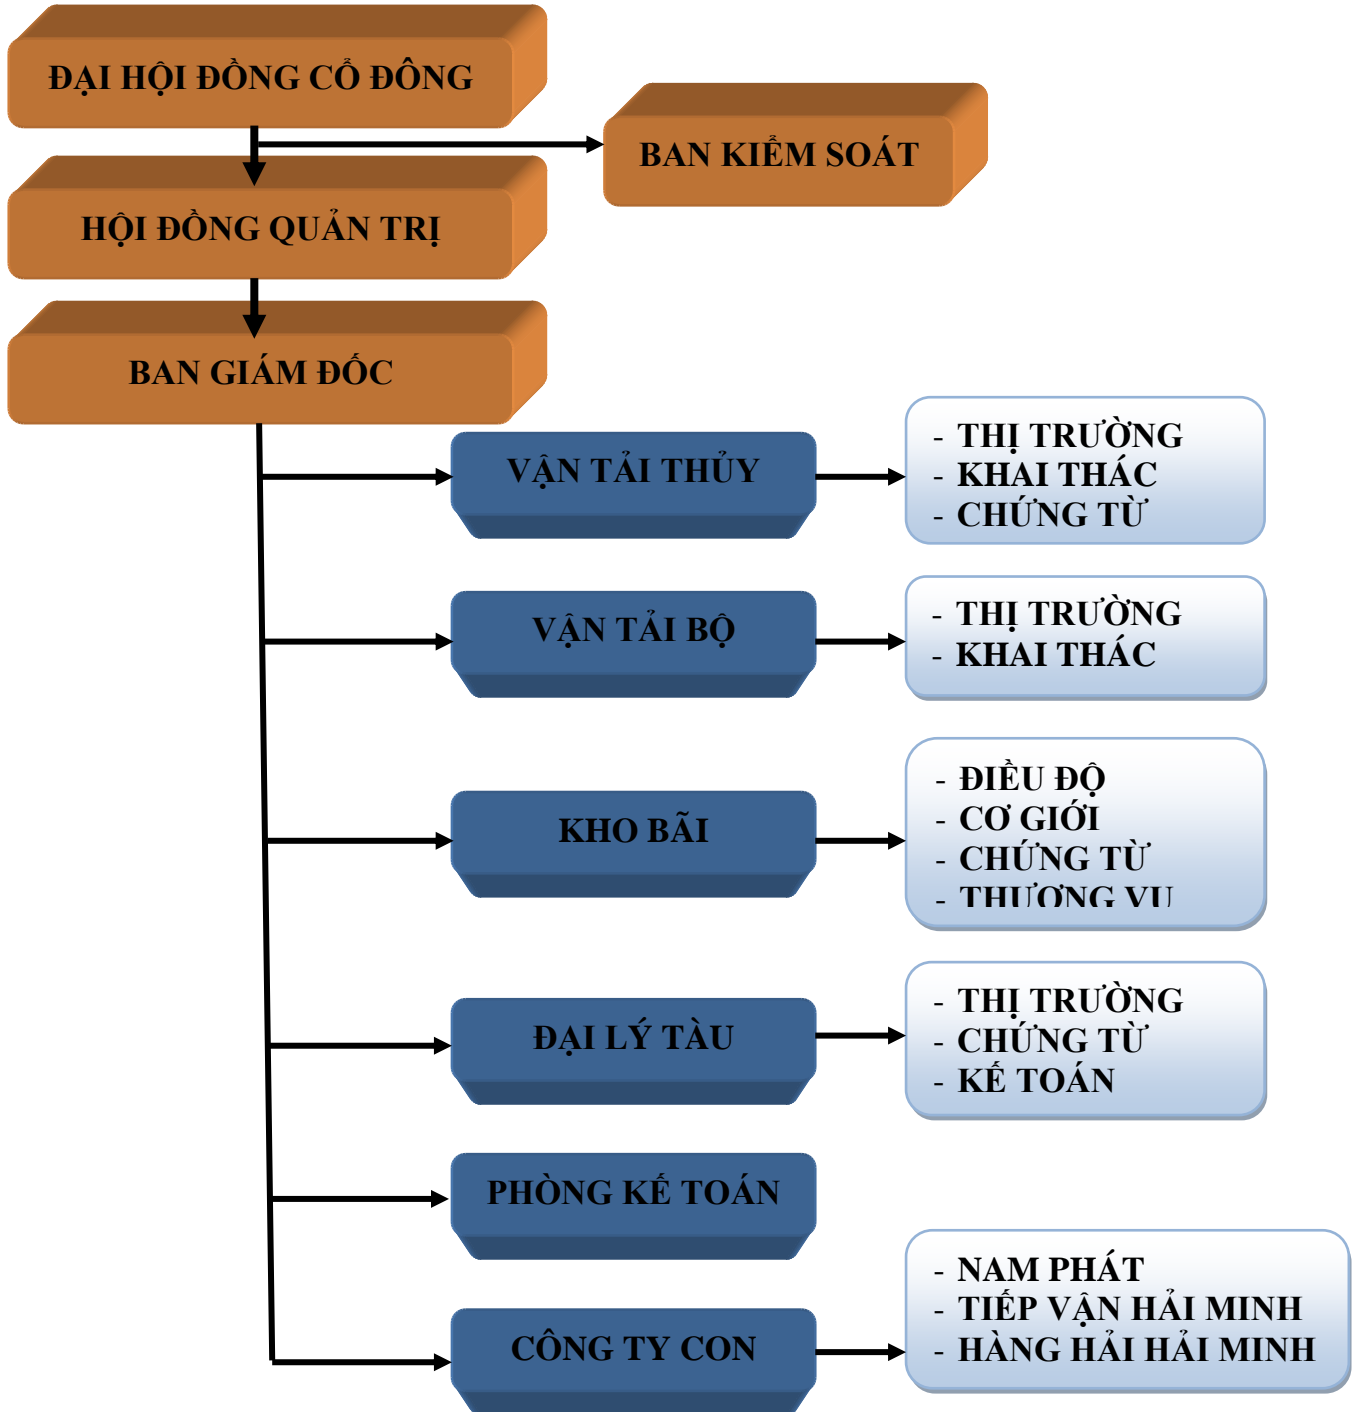 ĐẠI HỘI ĐỒNG CỔ ĐÔNG
BAN KIỂM SOÁT
HỘI ĐỒNG QUẢN TRỊ
BAN GIÁM ĐỐC
VẬN TẢI THỦY
- THỊ TRƯỜNG
- KHAI THÁC
- CHỨNG TỪ
VẬN TẢI BỘ
- THỊ TRƯỜNG
- KHAI THÁC
KHO BÃI
- ĐIỀU ĐỘ
- CƠ GIỚI
- CHỨNG TỪ
- THƯƠNG VỤ
ĐẠI LÝ TÀU
- THỊ TRƯỜNG
- CHỨNG TỪ
- KẾ TOÁN
PHÒNG KẾ TOÁN
CÔNG TY CON
- NAM PHÁT
- TIẾP VẬN HẢI MINH
- HÀNG HẢI HẢI MINH